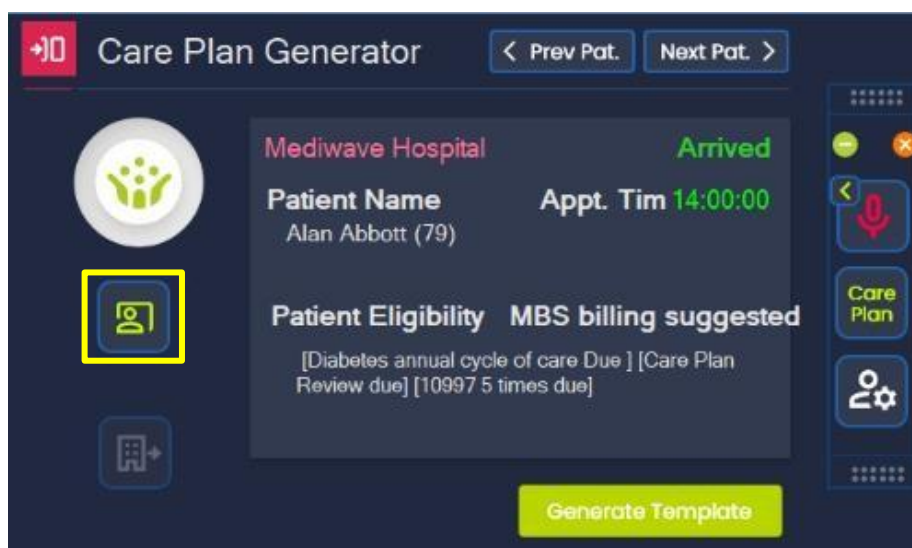 Care Plan Generator
< Prev Pat.
Next Pat. >
Mediwave Hospital
Arrived
Patient Name
Appt. Tim 14:00:00
Alan Abbott (79)
Patient Eligibility
MBS billing suggested
[Diabetes annual cycle of care Due ] [Care Plan
Review due] [10997 5 times due]
Generate Template
Care
Plan